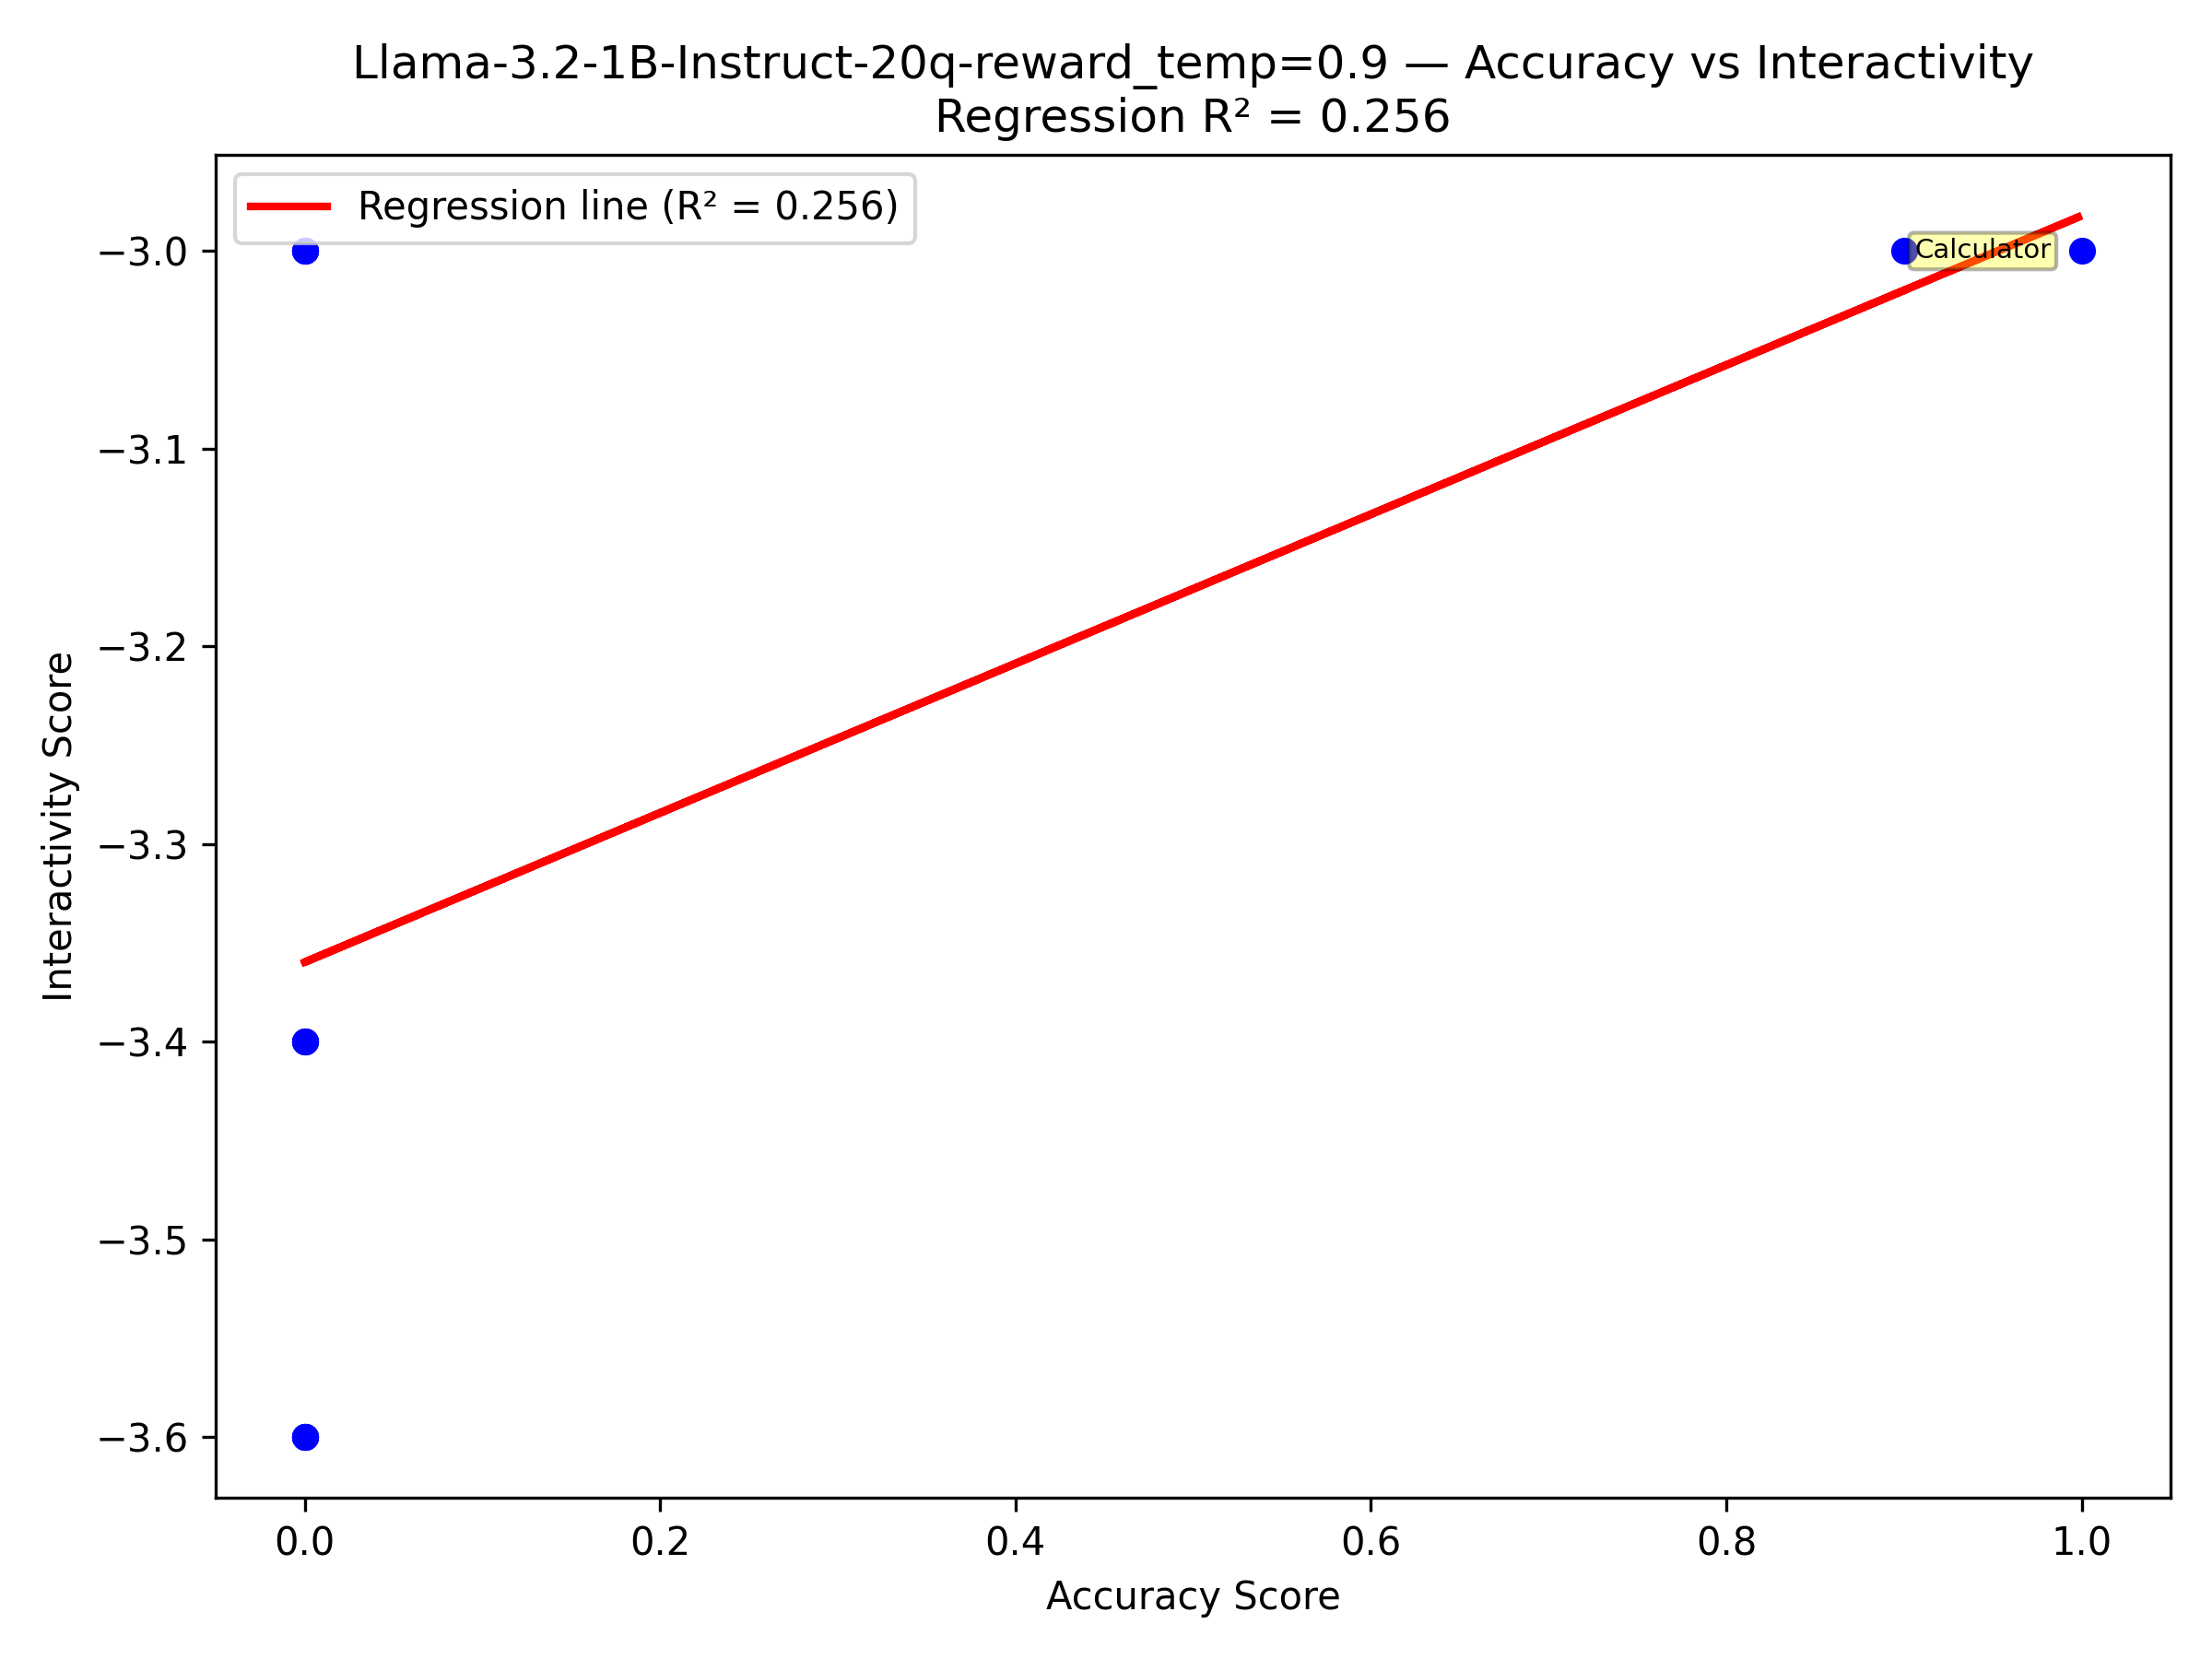 Llama-3.2-1B-Instruct-20q-reward_temp=0.9 — Accuracy vs Interactivity
Regression R² = 0.256
Regression line (R² = 0.256)
Calculator
−3.0
−3.1
−3.2
−3.3
−3.4
−3.5
−3.6
Interactivity Score
0.0
0.2
0.4
0.6
0.8
1.0
Accuracy Score